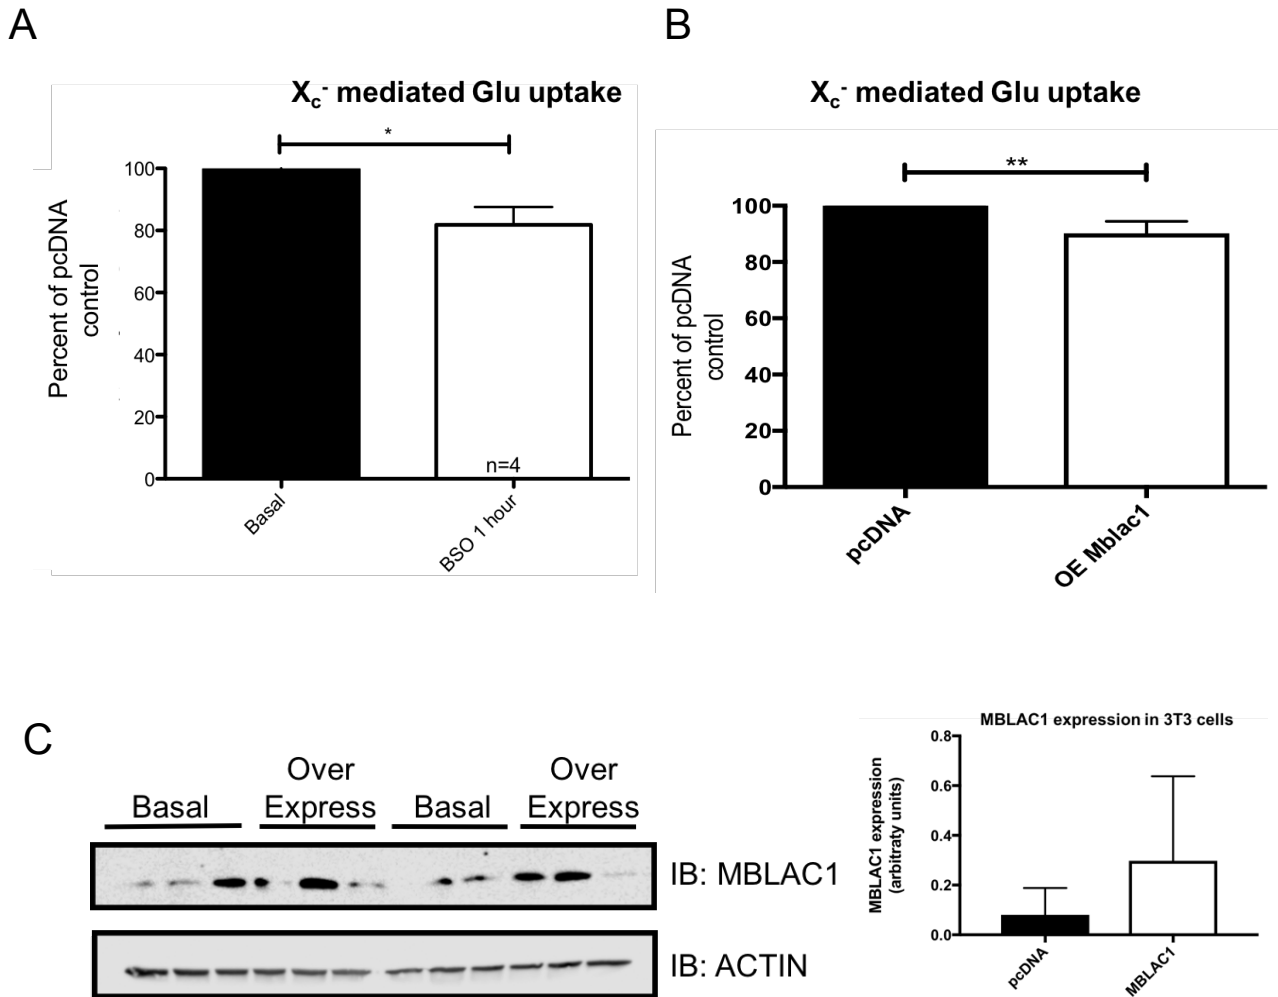 A
B
X_c^- mediated Glu uptake
*
Percent of pcDNA
control
100
80
60
40
20
0
n=4
Basal
BSO 1 hour
X_c^- mediated Glu uptake
**
Percent of pcDNA
control
100
80
60
40
20
0
pcDNA
OE Mblac1
C
Basal
Over
Express
Basal
Over
Express
IB: MBLAC1
IB: ACTIN
MBLAC1 expression in 3T3 cells
MBLAC1 expression
(arbitraty units)
0.8
0.6
0.4
0.2
0.0
pcDNA
MBLAC1